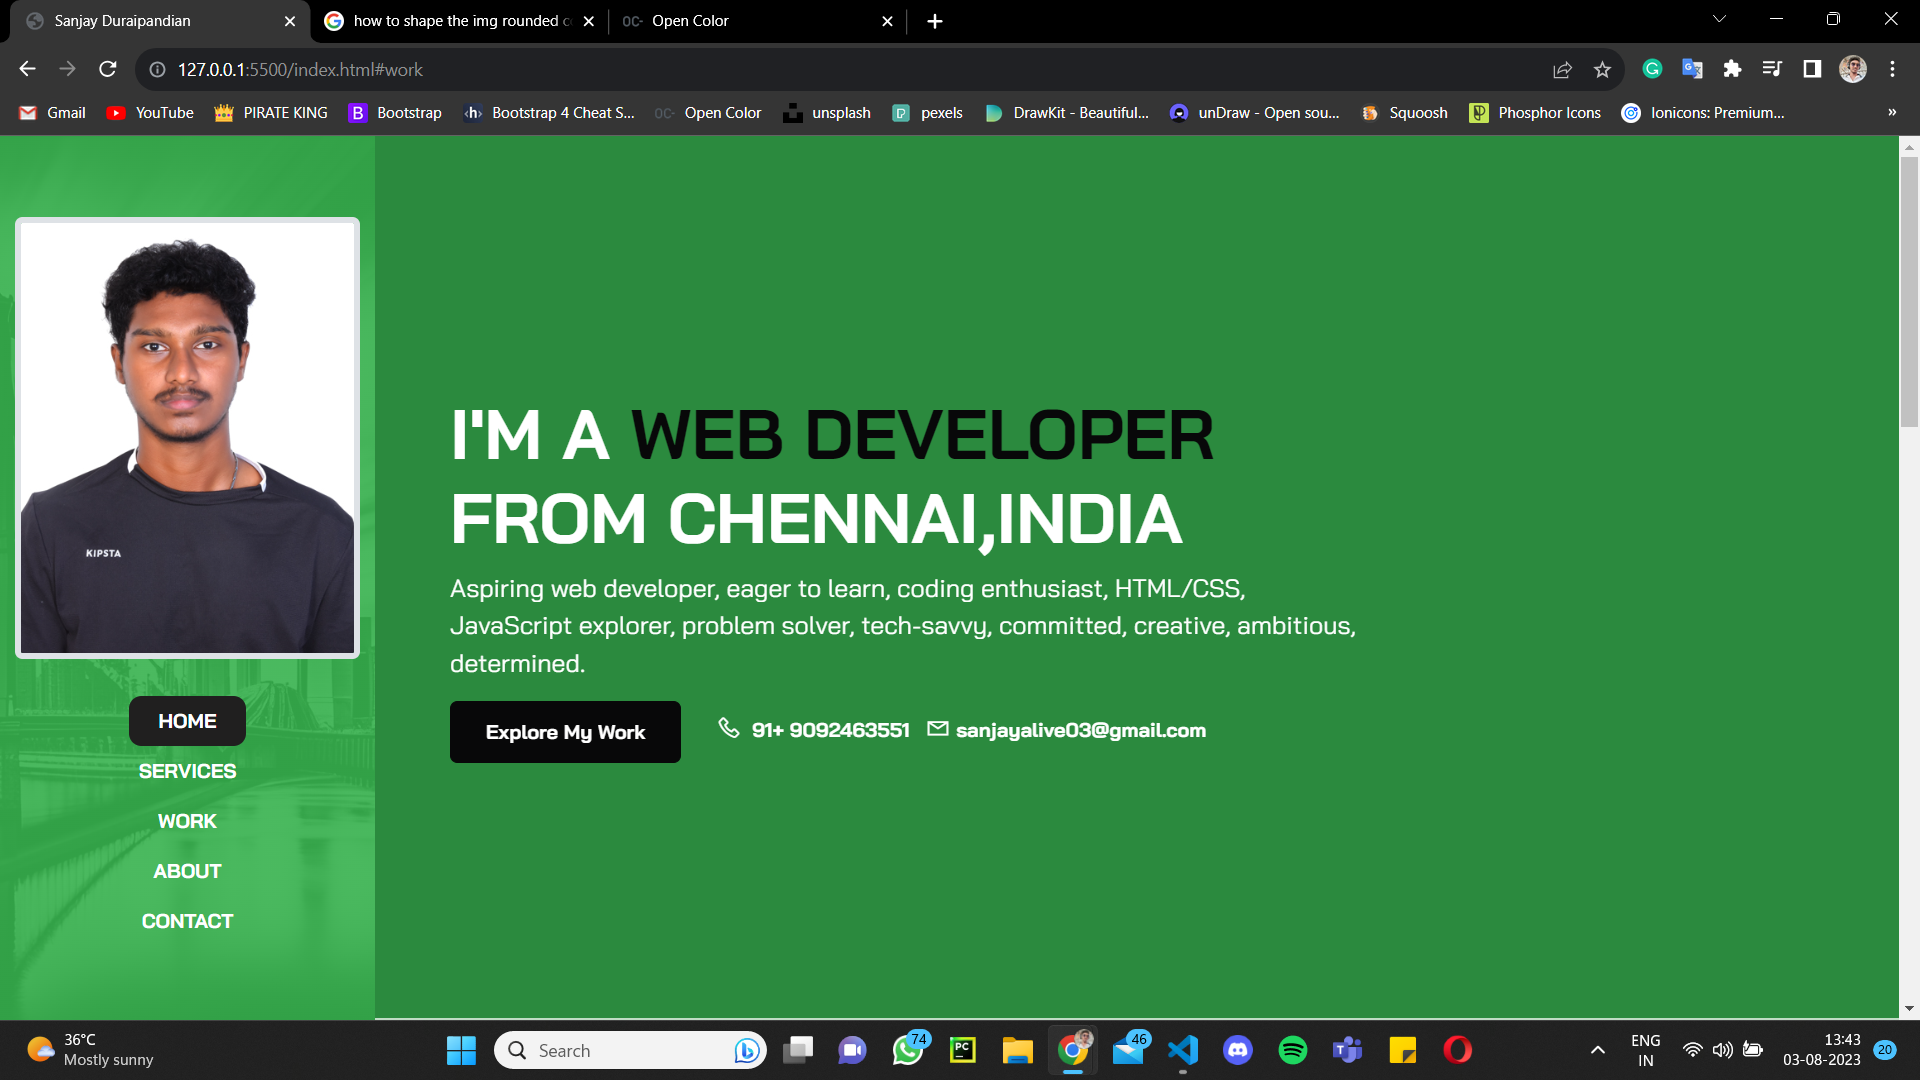 Sanjay Duraipandian
how to shape the img rounded c
OC- Open Color
127.0.0.1:5500/index.html#work
Gmail
YouTube
PIRATE KING
B Bootstrap
<h> Bootstrap 4 Cheat S...
OC- Open Color
unsplash
pexels
DrawKit - Beautiful...
unDraw - Open sou...
Squoosh
Phosphor Icons
Ionicons: Premium...
»
KIPSTA
HOME
SERVICES
WORK
ABOUT
CONTACT
I'M A WEB DEVELOPER
FROM CHENNAI,INDIA
Aspiring web developer, eager to learn, coding enthusiast, HTML/CSS,
JavaScript explorer, problem solver, tech-savvy, committed, creative, ambitious,
determined.
Explore My Work
91+ 9092463551
sanjayalive03@gmail.com
36°C
Mostly sunny
Search
74
PC
46
ENG
IN
13:43
03-08-2023
20